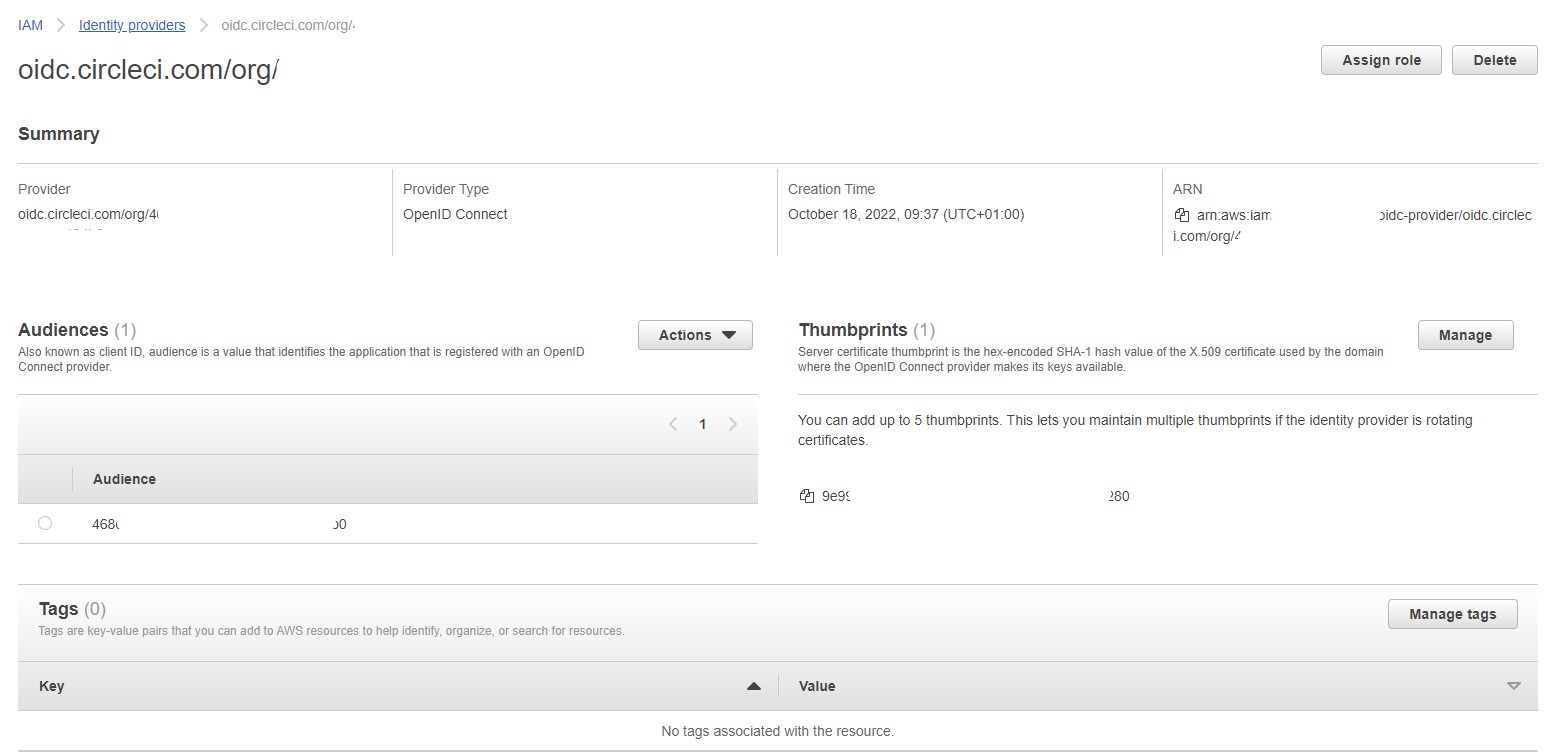 IAM > Identity providers > oidc.circleci.com/org/
oidc.circleci.com/org/
Assign role
Delete
Summary
Provider
oidc.circleci.com/org/4
Provider Type
OpenID Connect
Creation Time
October 18, 2022, 09:37 (UTC+01:00)
ARN
arn:aws:iam oidc-provider/oidc.circlec
i.com/org/4
Audiences (1)
Also known as client ID, audience is a value that identifies the application that is registered with an OpenID
Connect provider.
Actions
Thumbprints (1)
Server certificate thumbprint is the hex-encoded SHA-1 hash value of the X.509 certificate used by the domain
where the OpenID Connect provider makes its keys available.
Manage
1
Audience
468 0
You can add up to 5 thumbprints. This lets you maintain multiple thumbprints if the identity provider is rotating
certificates.
9e99 280
Tags (0)
Tags are key-value pairs that you can add to AWS resources to help identify, organize, or search for resources.
Manage tags
Key
Value
No tags associated with the resource.